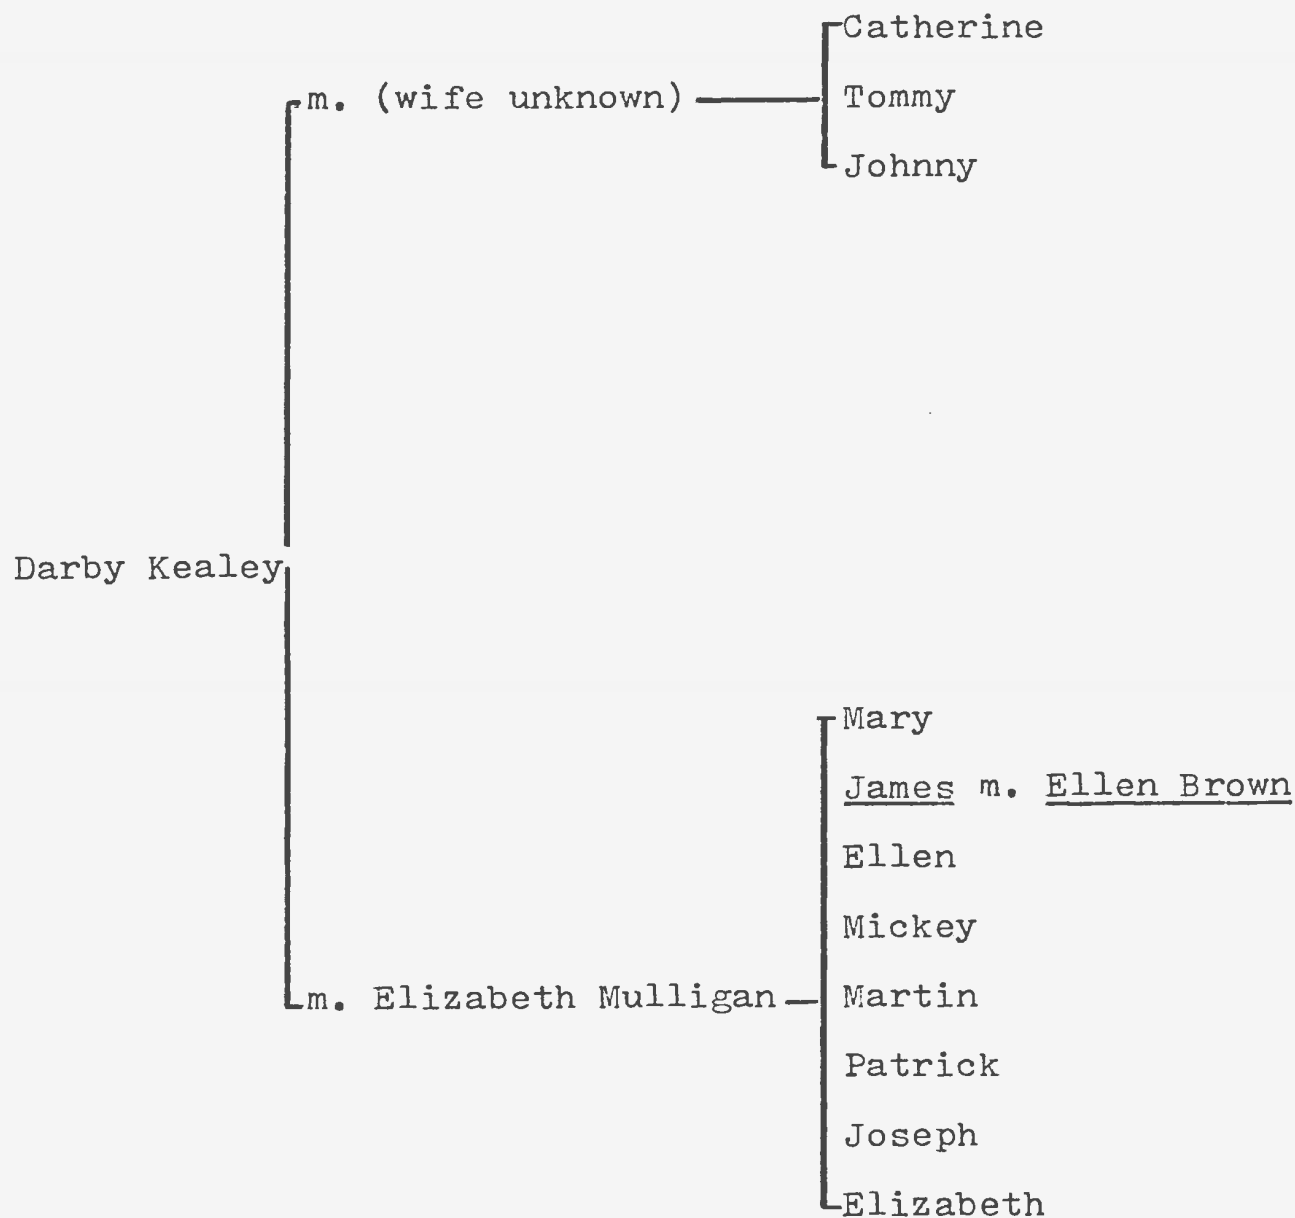 Catherine
m. (wife unknown)
Tommy
Johnny
Darby Kealey
Mary
James m. Ellen Brown
Ellen
Mickey
m. Elizabeth Mulligan
Martin
Patrick
Joseph
Elizabeth